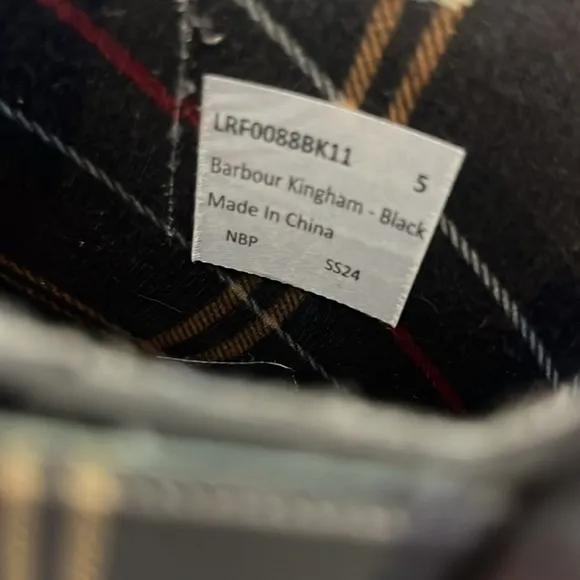 LRF0088BK11 5
Barbour Kingham - Black
Made In China
NBP SS24